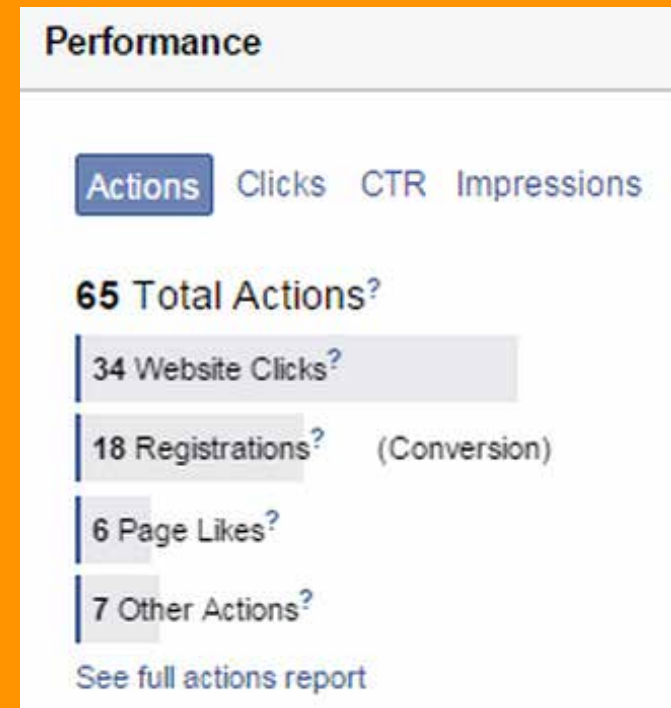 Performance
Actions Clicks CTR Impressions
65 Total Actions?
34 Website Clicks?
18 Registrations? (Conversion)
6 Page Likes?
7 Other Actions?
See full actions report